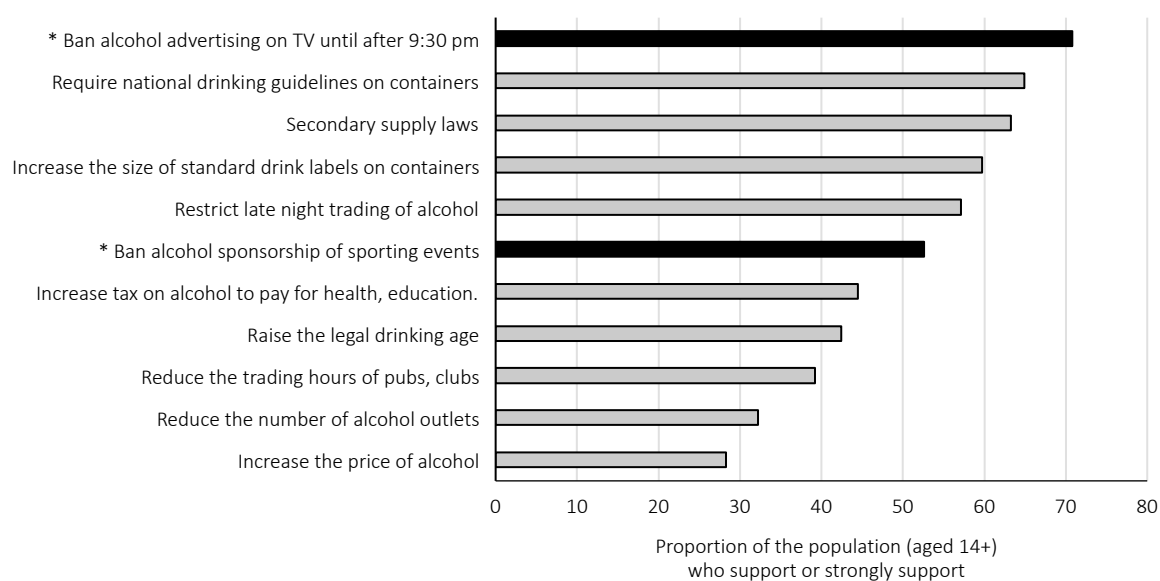 * Ban alcohol advertising on TV until after 9:30 pm
Require national drinking guidelines on containers
Secondary supply laws
Increase the size of standard drink labels on containers
Restrict late night trading of alcohol
* Ban alcohol sponsorship of sporting events
Increase tax on alcohol to pay for health, education.
Raise the legal drinking age
Reduce the trading hours of pubs, clubs
Reduce the number of alcohol outlets
Increase the price of alcohol
0 10 20 30 40 50 60 70 80
Proportion of the population (aged 14+)
who support or strongly support